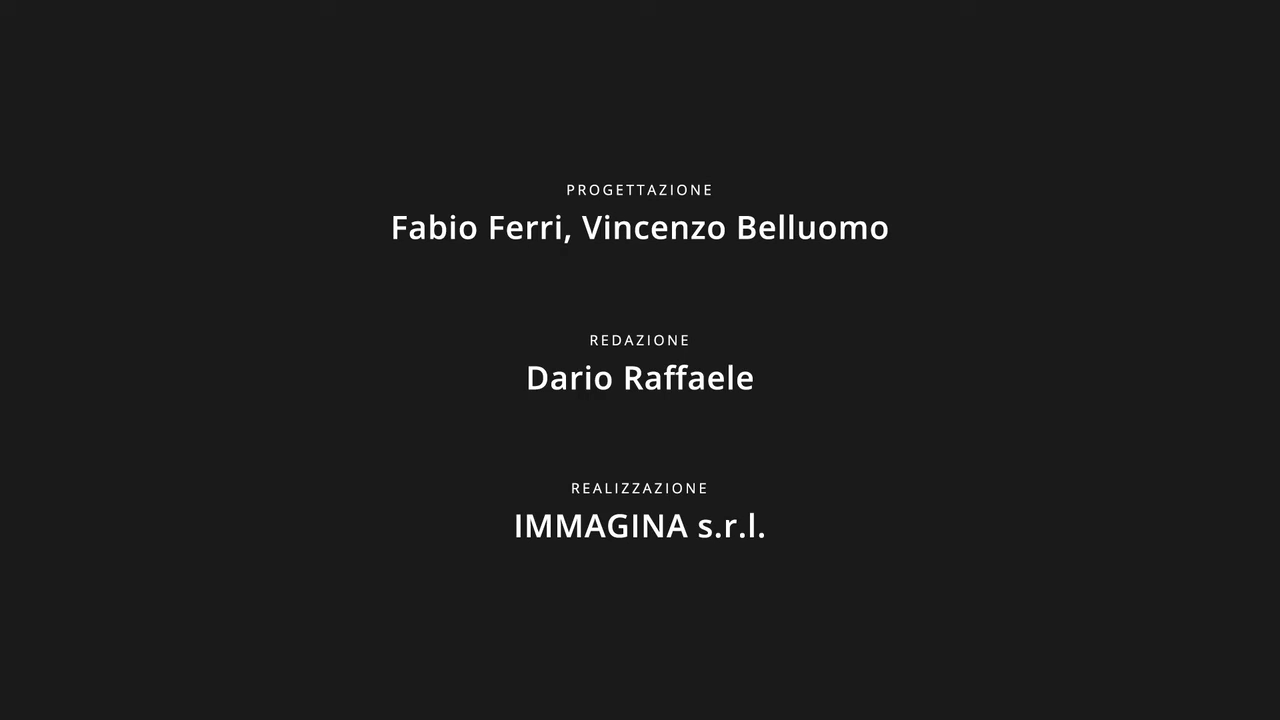 PROGETTAZIONE
Fabio Ferri, Vincenzo Belluomo
REDAZIONE
Dario Raffaele
REALIZZAZIONE
IMMAGINA s.r.l.